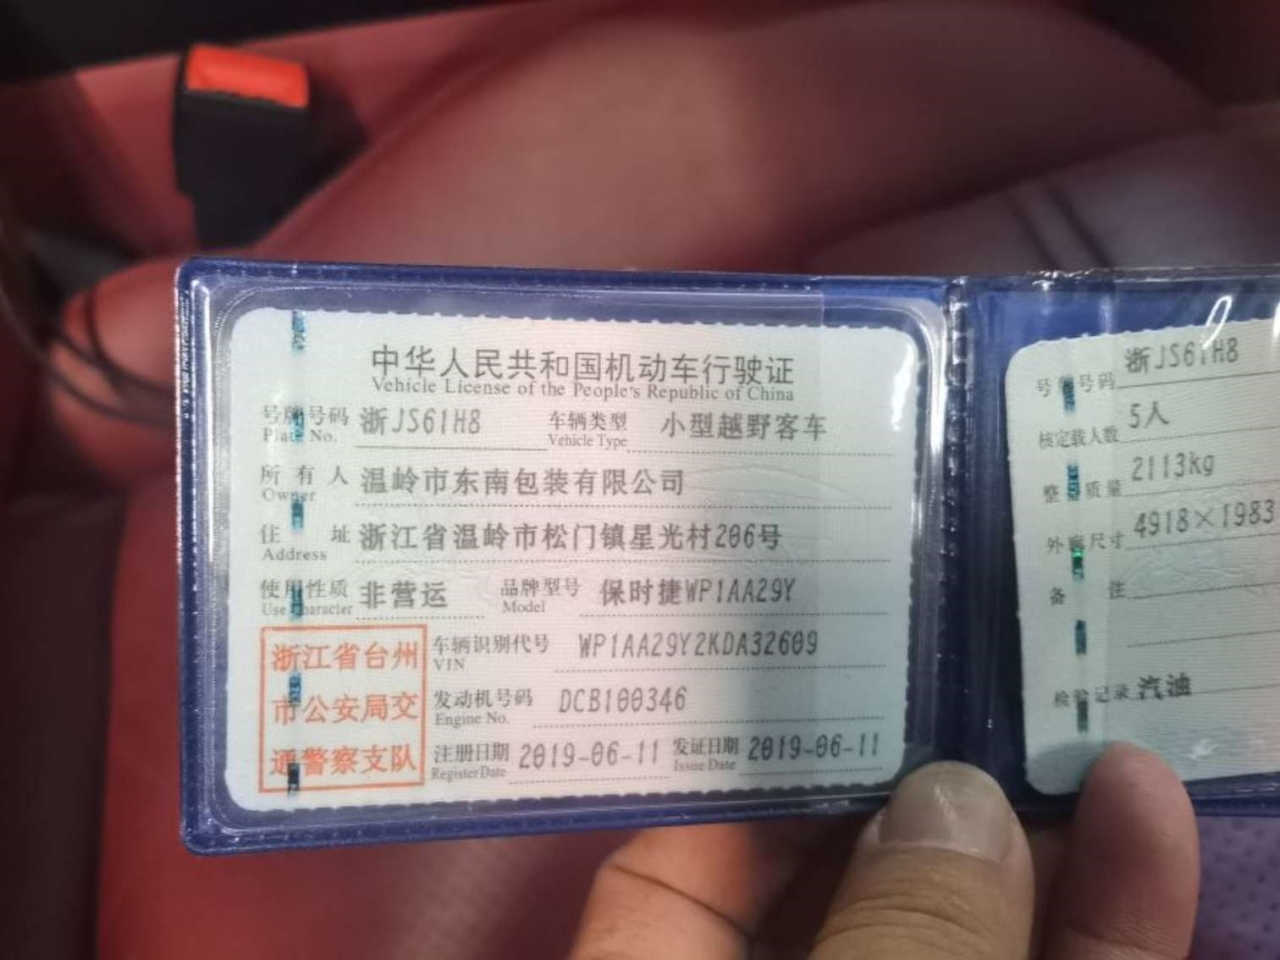 中华人民共和国机动车行驶证
Vehicle License of the People's Republic of China
号牌号码 浙JS61H8 车辆类型 小型越野客车
Plate No. Vehicle Type
所有人 温岭市东南包装有限公司
Owner
住址 浙江省温岭市松门镇星光村206号
Address
使用性质 非营运 品牌型号 保时捷WP1AA29Y
Use Character Model
浙江省台州
市公安局交
通警察支队
车辆识别代号 WP1AA29Y2KDA32609
VIN
发动机号码 DCB100346
Engine No.
注册日期 2019-06-11 发证日期 2019-06-11
Register Date Issue Date
号牌号码 浙JS61H8
核定载人数 5人
整备质量 2113kg
外廓尺寸 4918×1983
备注
检验记录 汽油